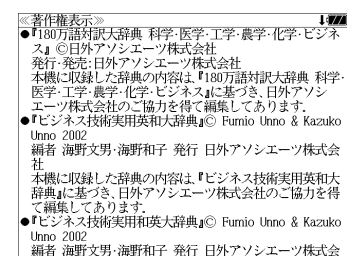 ≪著作権表示≫
●『180万語対訳大辞典 科学・医学・工学・農学・化学・ビジネ
ス』 ©日外アソシエーツ株式会社
発行・発売:日外アソシエーツ株式会社
本機に収録した辞典の内容は,『180万語対訳大辞典 科学・
医学・工学・農学・化学・ビジネス』に基づき,日外アソシ
エーツ株式会社のご協力を得て編集してあります.
●『ビジネス技術実用英和大辞典』© Fumio Unno & Kazuko
Unno 2002
編者 海野文男・海野和子 発行 日外アソシエーツ株式会
社
本機に収録した辞典の内容は,『ビジネス技術実用英和大
辞典』に基づき,日外アソシエーツ株式会社のご協力を得
て編集してあります.
●『ビジネス技術実用和英大辞典』© Fumio Unno & Kazuko
Unno 2002
編者 海野文男・海野和子 発行 日外アソシエーツ株式会